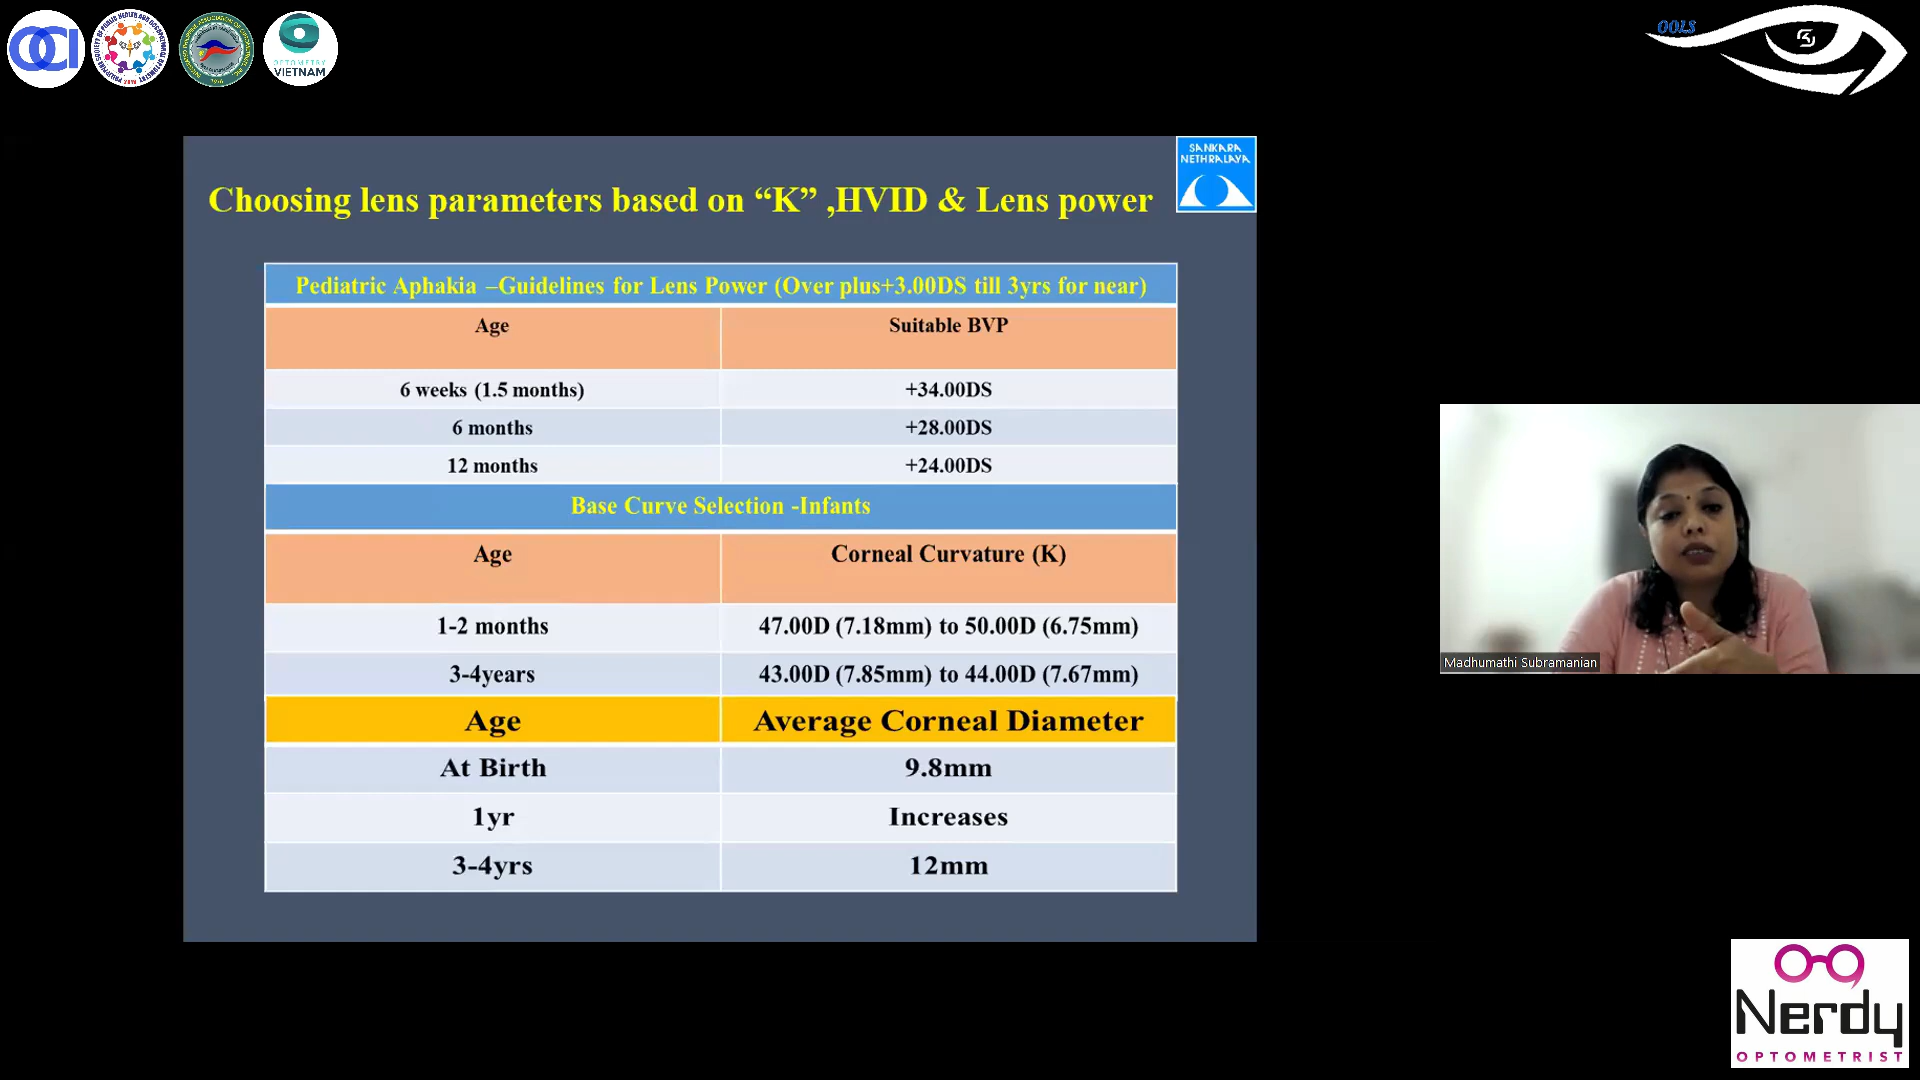 OCI
OPTOMETRY
VIETNAM
OOLS
SANKARA
NETHRALAYA
Choosing lens parameters based on “K” ,HVID & Lens power
Pediatric Aphakia –Guidelines for Lens Power (Over plus+3.00DS till 3yrs for near)
Age Suitable BVP
6 weeks (1.5 months) +34.00DS
6 months +28.00DS
12 months +24.00DS
Base Curve Selection -Infants
Age Corneal Curvature (K)
1-2 months 47.00D (7.18mm) to 50.00D (6.75mm)
3-4years 43.00D (7.85mm) to 44.00D (7.67mm)
Age Average Corneal Diameter
At Birth 9.8mm
1yr Increases
3-4yrs 12mm
Madhumathi Subramanian
Nerdy
OPTOMETRIST